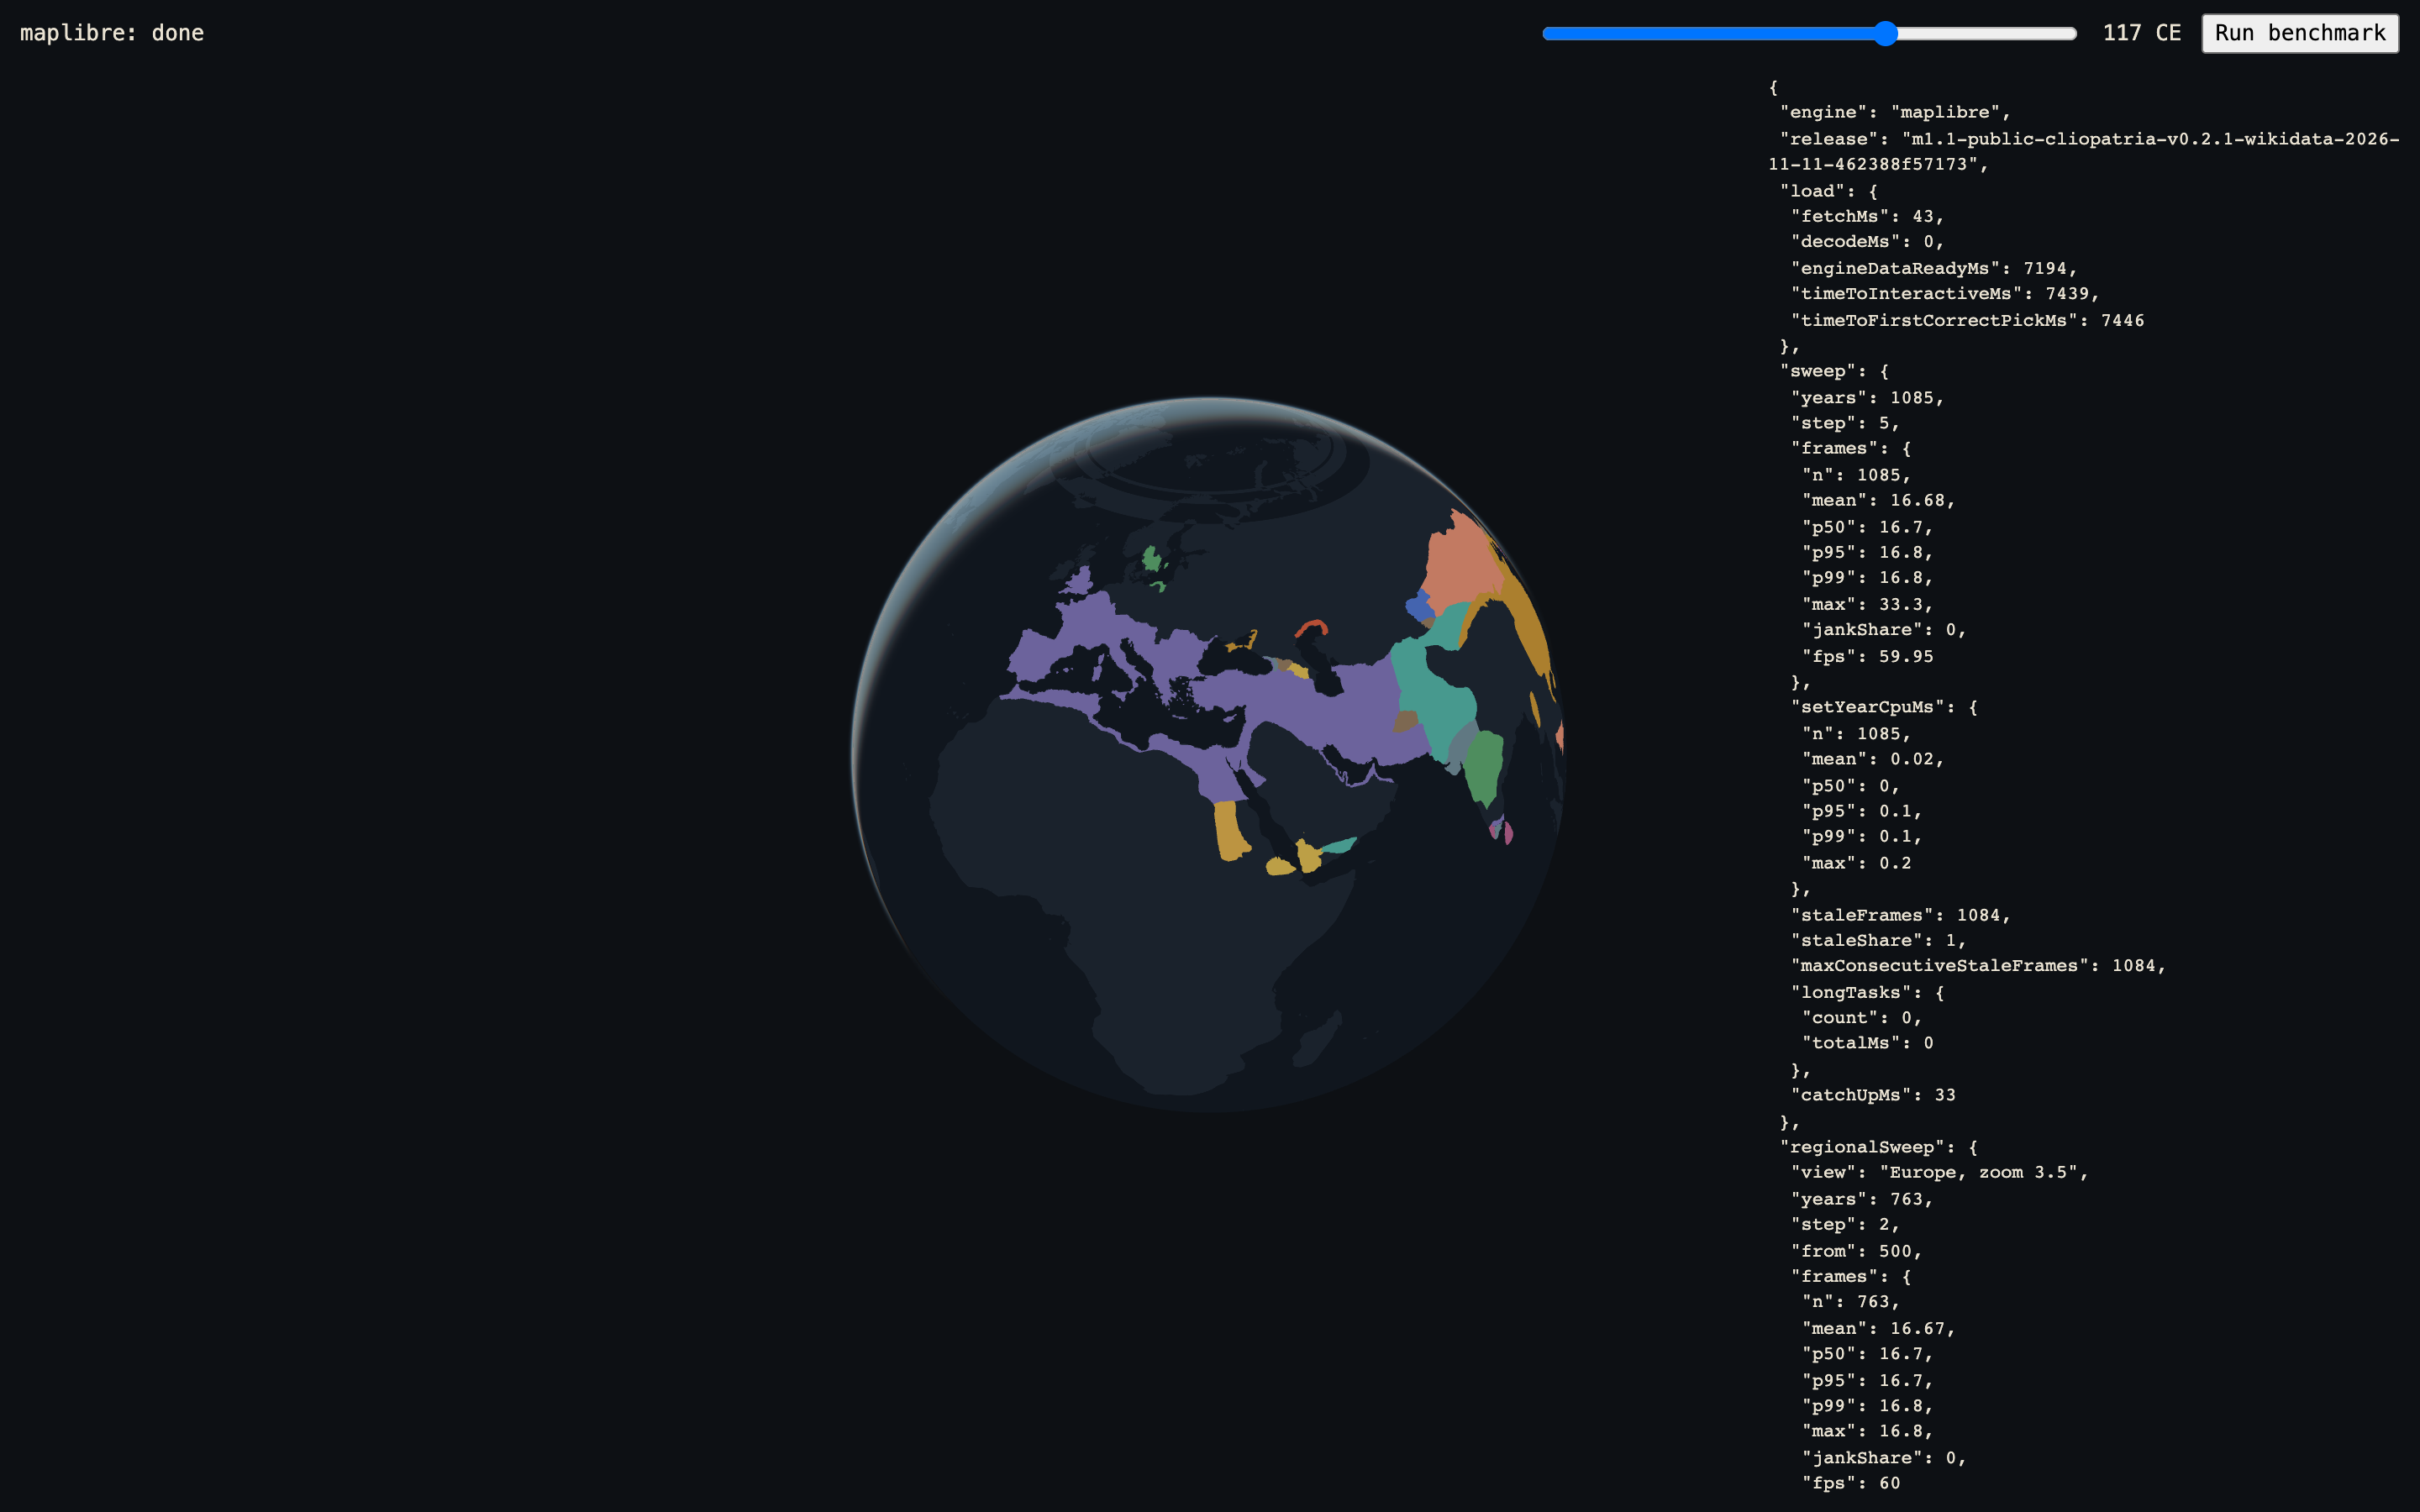 maplibre: done
117 CE
Run benchmark
{
"engine": "maplibre",
"release": "m1.1-public-cliopatria-v0.2.1-wikidata-2026-
11-11-462388f57173",
"load": {
"fetchMs": 43,
"decodeMs": 0,
"engineDataReadyMs": 7194,
"timeToInteractiveMs": 7439,
"timeToFirstCorrectPickMs": 7446
},
"sweep": {
"years": 1085,
"step": 5,
"frames": {
"n": 1085,
"mean": 16.68,
"p50": 16.7,
"p95": 16.8,
"p99": 16.8,
"max": 33.3,
"jankShare": 0,
"fps": 59.95
},
"setYearCpuMs": {
"n": 1085,
"mean": 0.02,
"p50": 0,
"p95": 0.1,
"p99": 0.1,
"max": 0.2
},
"staleFrames": 1084,
"staleShare": 1,
"maxConsecutiveStaleFrames": 1084,
"longTasks": {
"count": 0,
"totalMs": 0
},
"catchUpMs": 33
},
"regionalSweep": {
"view": "Europe, zoom 3.5",
"years": 763,
"step": 2,
"from": 500,
"frames": {
"n": 763,
"mean": 16.67,
"p50": 16.7,
"p95": 16.7,
"p99": 16.8,
"max": 16.8,
"jankShare": 0,
"fps": 60